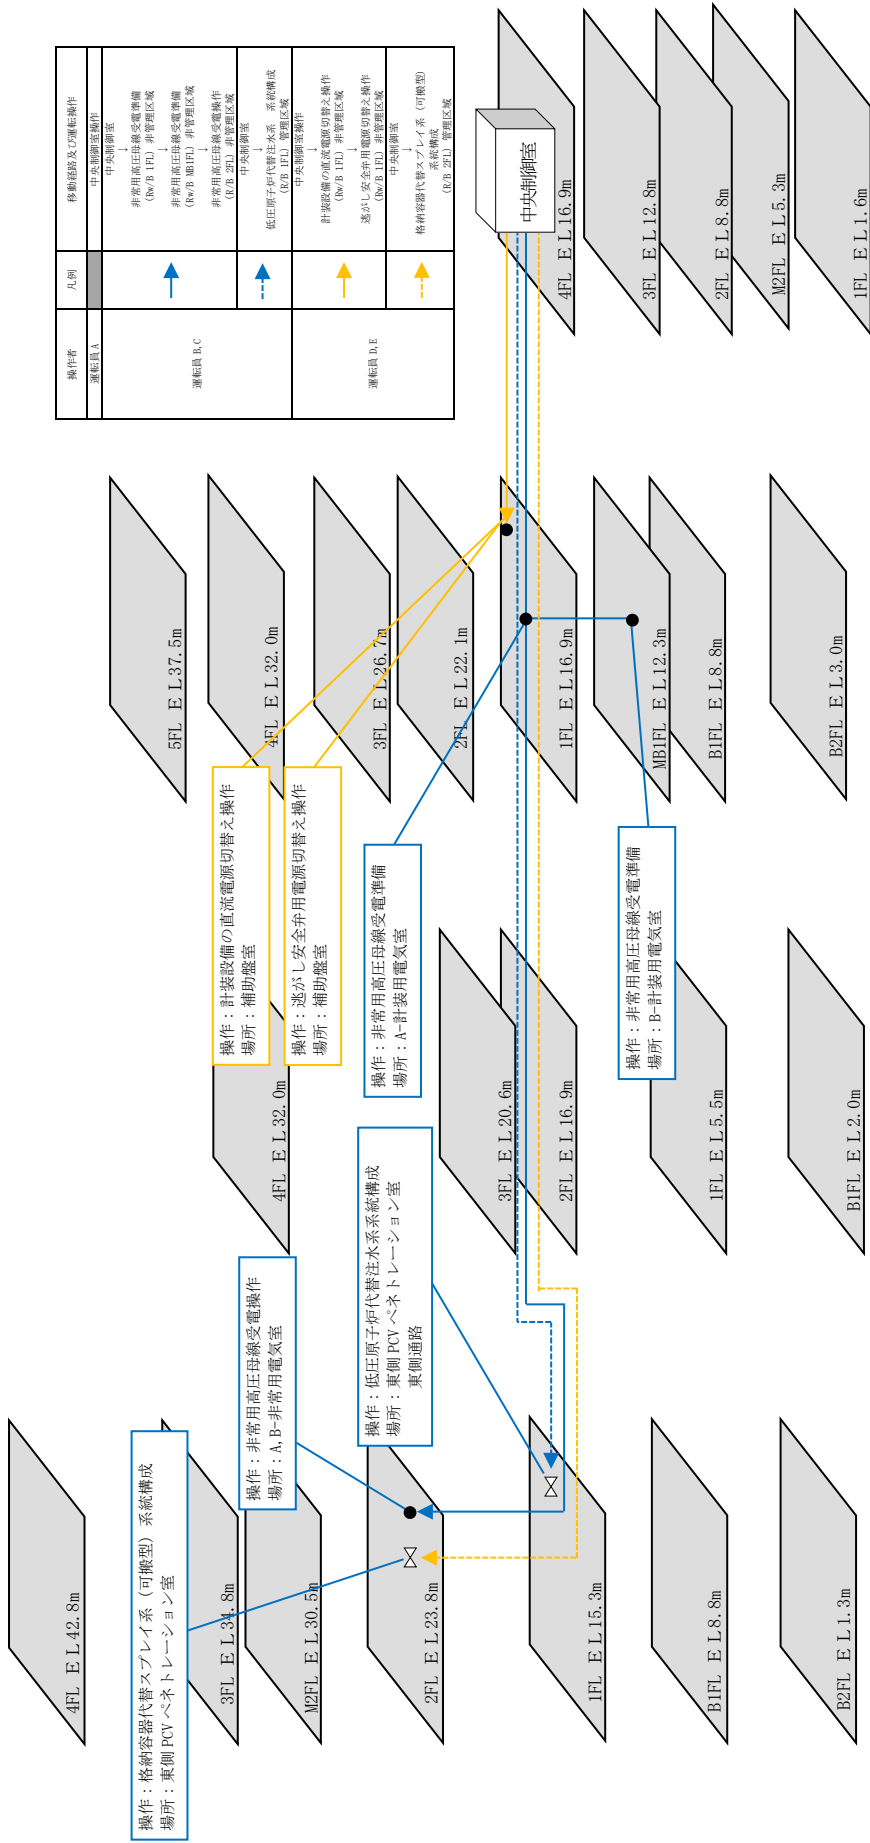 操作者
凡例
移動経路及び運転操作
運転員 A
中央制御室操作
運転員 B,C
中央制御室
↓
非常用高圧母線受電準備
(Rw/B 1FL) 非管理区域
↓
非常用高圧母線受電準備
(Rw/B MB1FL) 非管理区域
↓
非常用高圧母線受電操作
(R/B 2FL) 非管理区域
中央制御室
↓
低圧原子炉代替注水系 系統構成
(R/B 1FL) 管理区域
運転員 D,E
中央制御室操作
↓
計装設備の直流電源切替え操作
(Rw/B 1FL) 非管理区域
↓
逃がし安全弁用電源切替え操作
(Rw/B 1FL) 非管理区域
中央制御室
↓
格納容器代替スプレイ系 (可搬型)
系統構成
(R/B 2FL) 管理区域
4FL ＥＬ42.8m
3FL ＥＬ34.8m
M2FL ＥＬ30.5m
2FL ＥＬ23.8m
1FL ＥＬ15.3m
B1FL ＥＬ8.8m
B2FL ＥＬ1.3m
操作：格納容器代替スプレイ系（可搬型）系統構成
場所：東側 PCV ペネトレーション室
操作：非常用高圧母線受電操作
場所：A,B-非常用電気室
操作：低圧原子炉代替注水系系統構成
場所：東側 PCV ペネトレーション室
東側通路
4FL ＥＬ32.0m
3FL ＥＬ20.6m
2FL ＥＬ16.9m
1FL ＥＬ5.5m
B1FL ＥＬ2.0m
操作：計装設備の直流電源切替え操作
場所：補助盤室
操作：逃がし安全弁用電源切替え操作
場所：補助盤室
操作：非常用高圧母線受電準備
場所：A-計装用電気室
操作：非常用高圧母線受電準備
場所：B-計装用電気室
5FL ＥＬ37.5m
4FL ＥＬ32.0m
3FL ＥＬ26.7m
2FL ＥＬ22.1m
1FL ＥＬ16.9m
MB1FL ＥＬ12.3m
B1FL ＥＬ8.8m
B2FL ＥＬ3.0m
中央制御室
4FL ＥＬ16.9m
3FL ＥＬ12.8m
2FL ＥＬ8.8m
M2FL ＥＬ5.3m
1FL ＥＬ1.6m